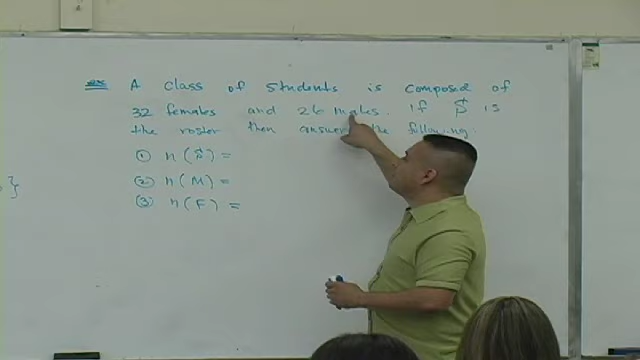 ex A class of students is composed of
32 females and 26 males. If S is
the roster then answer the following:
① n(S) =
② n(M) =
③ n(F) =
}